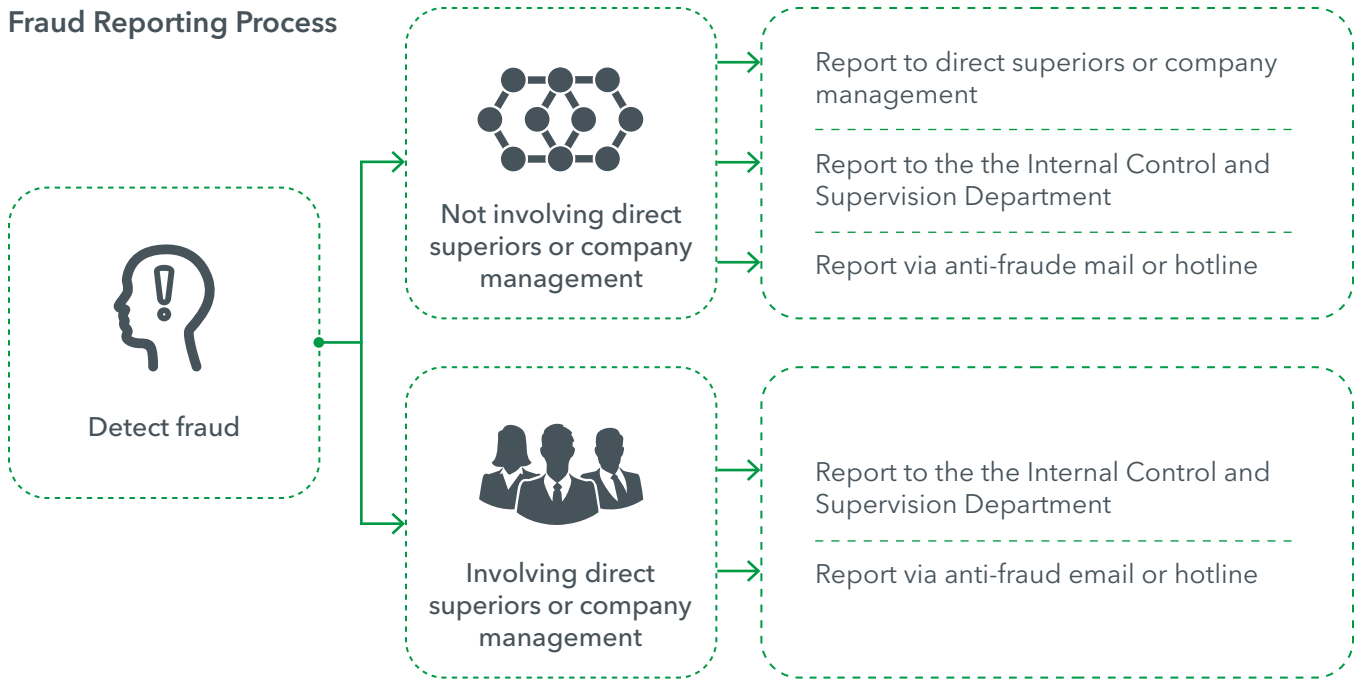 Fraud Reporting Process
Detect fraud
Not involving direct
superiors or company
management
Report to direct superiors or company
management
Report to the the Internal Control and
Supervision Department
Report via anti-fraude mail or hotline
Involving direct
superiors or company
management
Report to the the Internal Control and
Supervision Department
Report via anti-fraud email or hotline